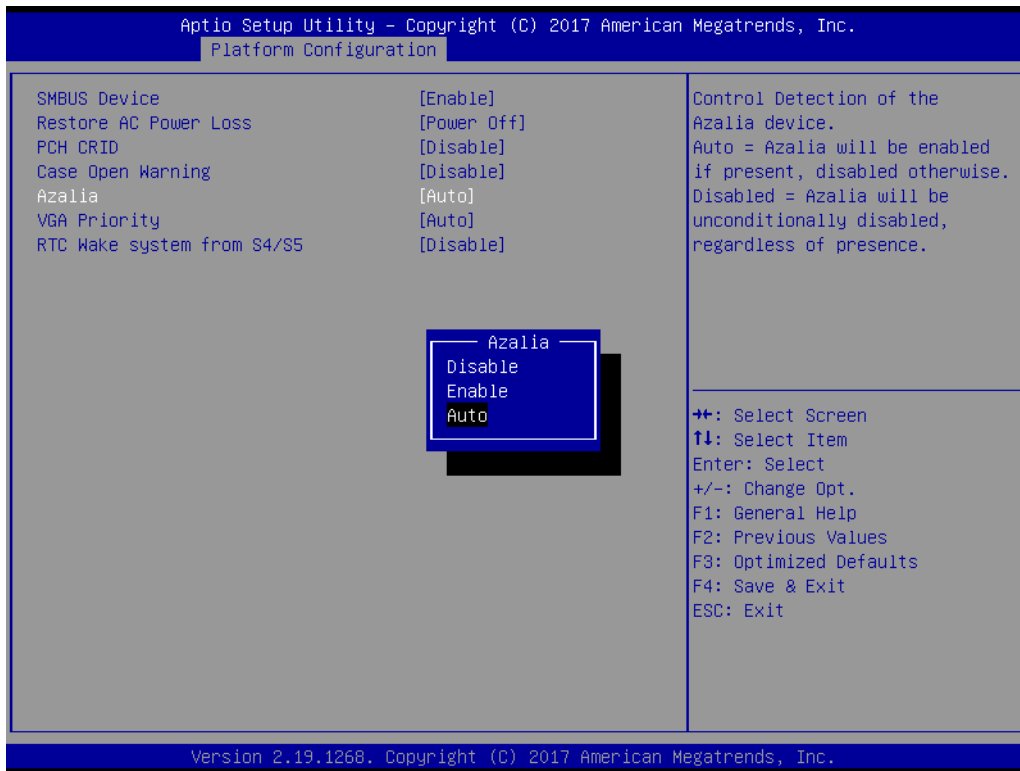 Aptio Setup Utility – Copyright (C) 2017 American Megatrends, Inc.
Platform Configuration
SMBUS Device [Enable]
Restore AC Power Loss [Power Off]
PCH CRID [Disable]
Case Open Warning [Disable]
Azalia [Auto]
VGA Priority [Auto]
RTC Wake system from S4/S5 [Disable]
Azalia
Disable
Enable
Auto
Control Detection of the
Azalia device.
Auto = Azalia will be enabled
if present, disabled otherwise.
Disabled = Azalia will be
unconditionally disabled,
regardless of presence.
→←: Select Screen
↑↓: Select Item
Enter: Select
+/-: Change Opt.
F1: General Help
F2: Previous Values
F3: Optimized Defaults
F4: Save & Exit
ESC: Exit
Version 2.19.1268. Copyright (C) 2017 American Megatrends, Inc.